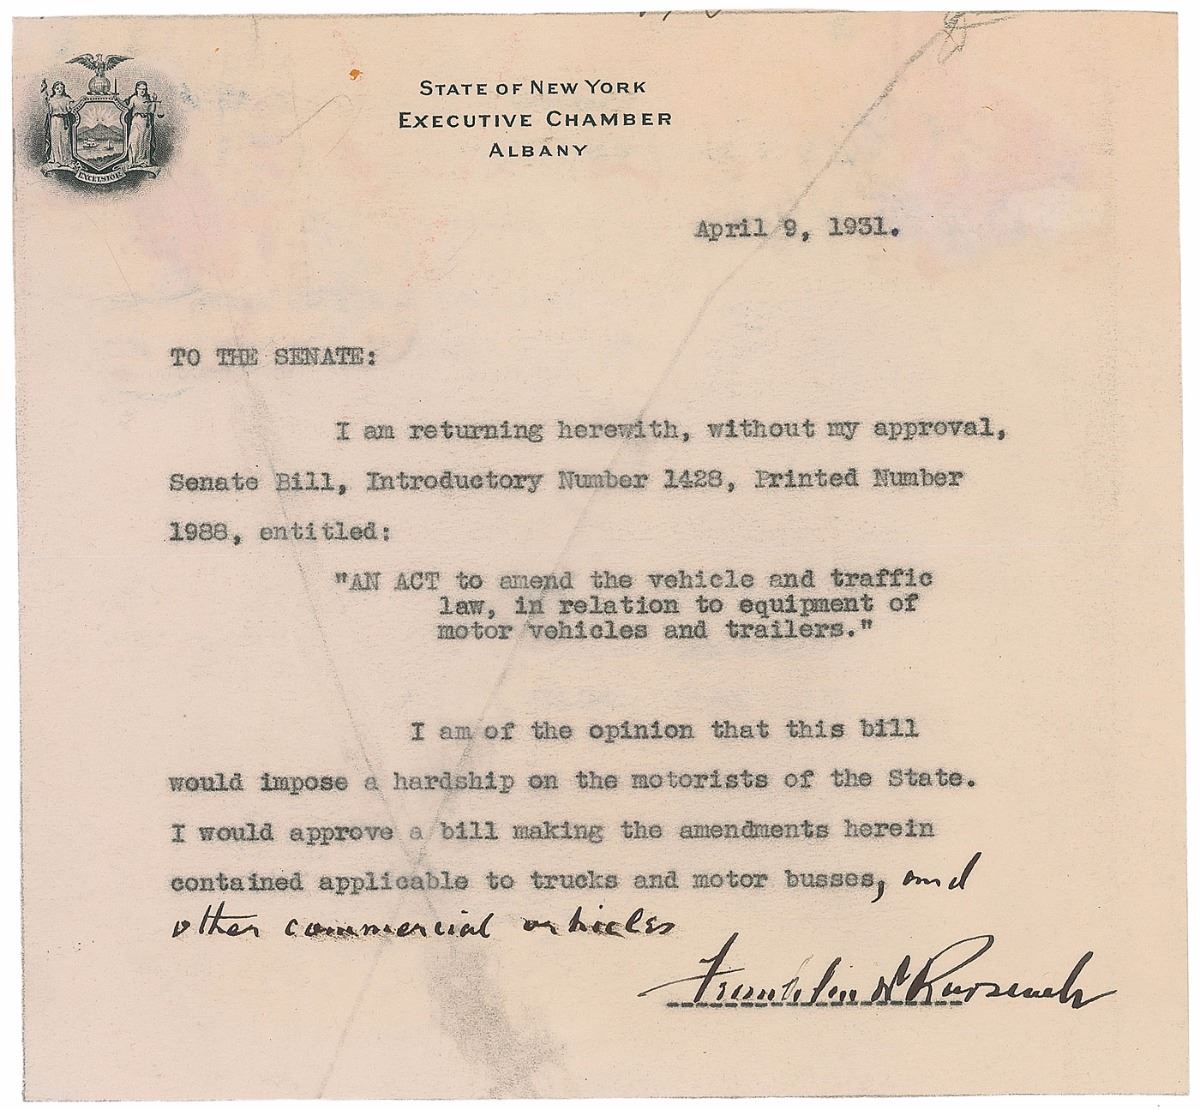 EXCELSIOR
STATE OF NEW YORK
EXECUTIVE CHAMBER
ALBANY
April 9, 1931.
TO THE SENATE:
I am returning herewith, without my approval,
Senate Bill, Introductory Number 1428, Printed Number
1988, entitled:
"AN ACT to amend the vehicle and traffic
law, in relation to equipment of
motor vehicles and trailers."
I am of the opinion that this bill
would impose a hardship on the motorists of the State.
I would approve a bill making the amendments herein
contained applicable to trucks and motor busses, and
other commercial vehicles
Franklin D Roosevelt